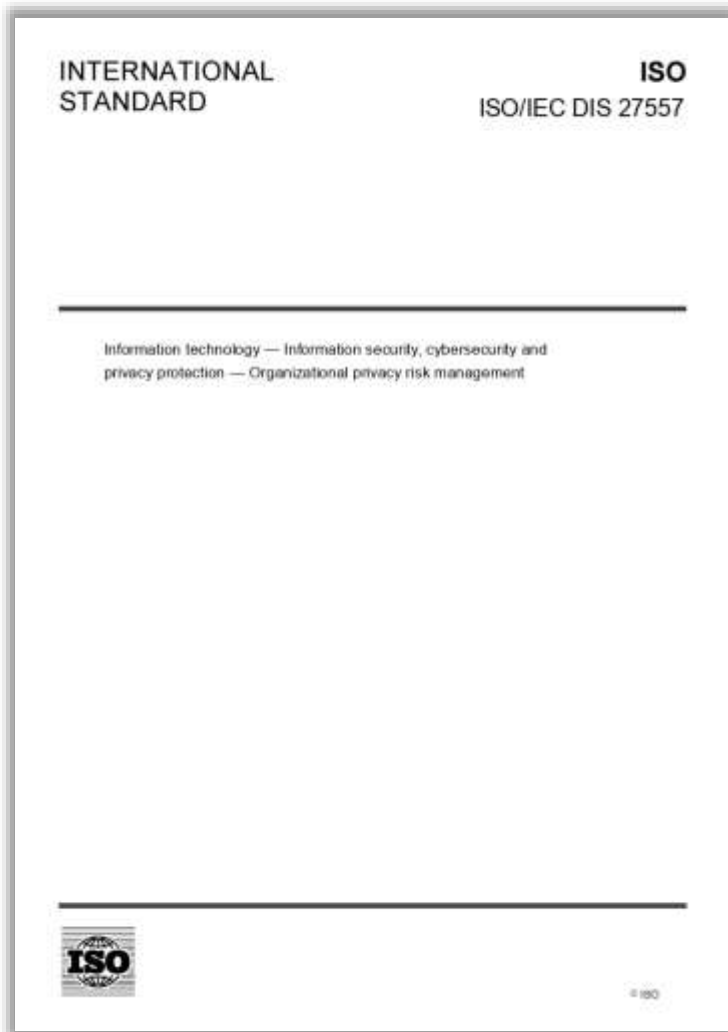 INTERNATIONAL
STANDARD
ISO
ISO/IEC DIS 27557
Information technology — Information security, cybersecurity and
privacy protection — Organizational privacy risk management
ISO
© ISO